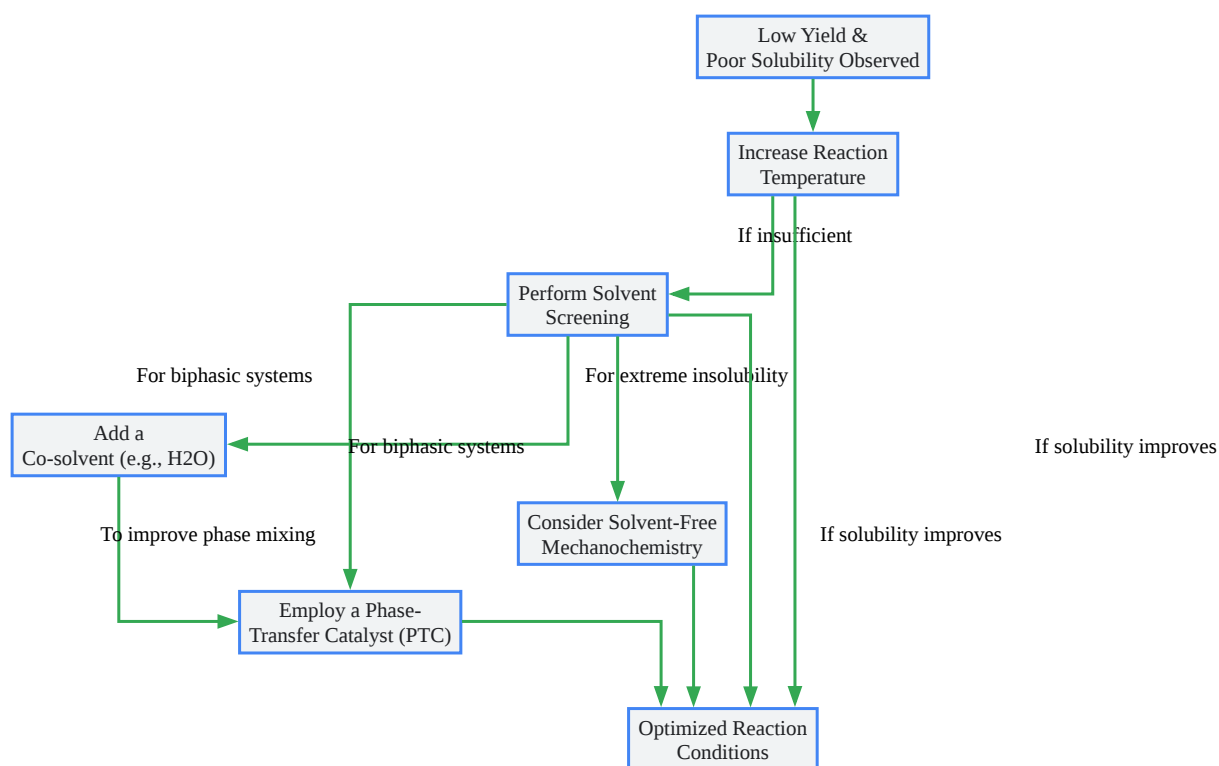 Low Yield &
Poor Solubility Observed
Increase Reaction
Temperature
If insufficient
Perform Solvent
Screening
For biphasic systems
For extreme insolubility
Add a
Co-solvent (e.g., H2O)
For biphasic systems
If solubility improves
To improve phase mixing
Consider Solvent-Free
Mechanochemistry
If solubility improves
Employ a Phase-
Transfer Catalyst (PTC)
Optimized Reaction
Conditions